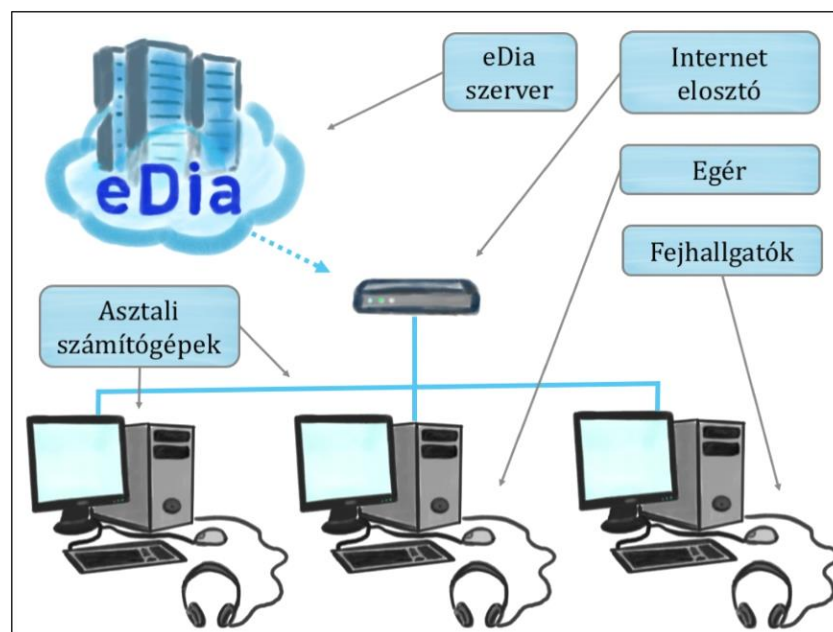 eDia
szerver
Internet
elosztó
eDia
Egér
Fejhallgatók
Asztali
számítógépek